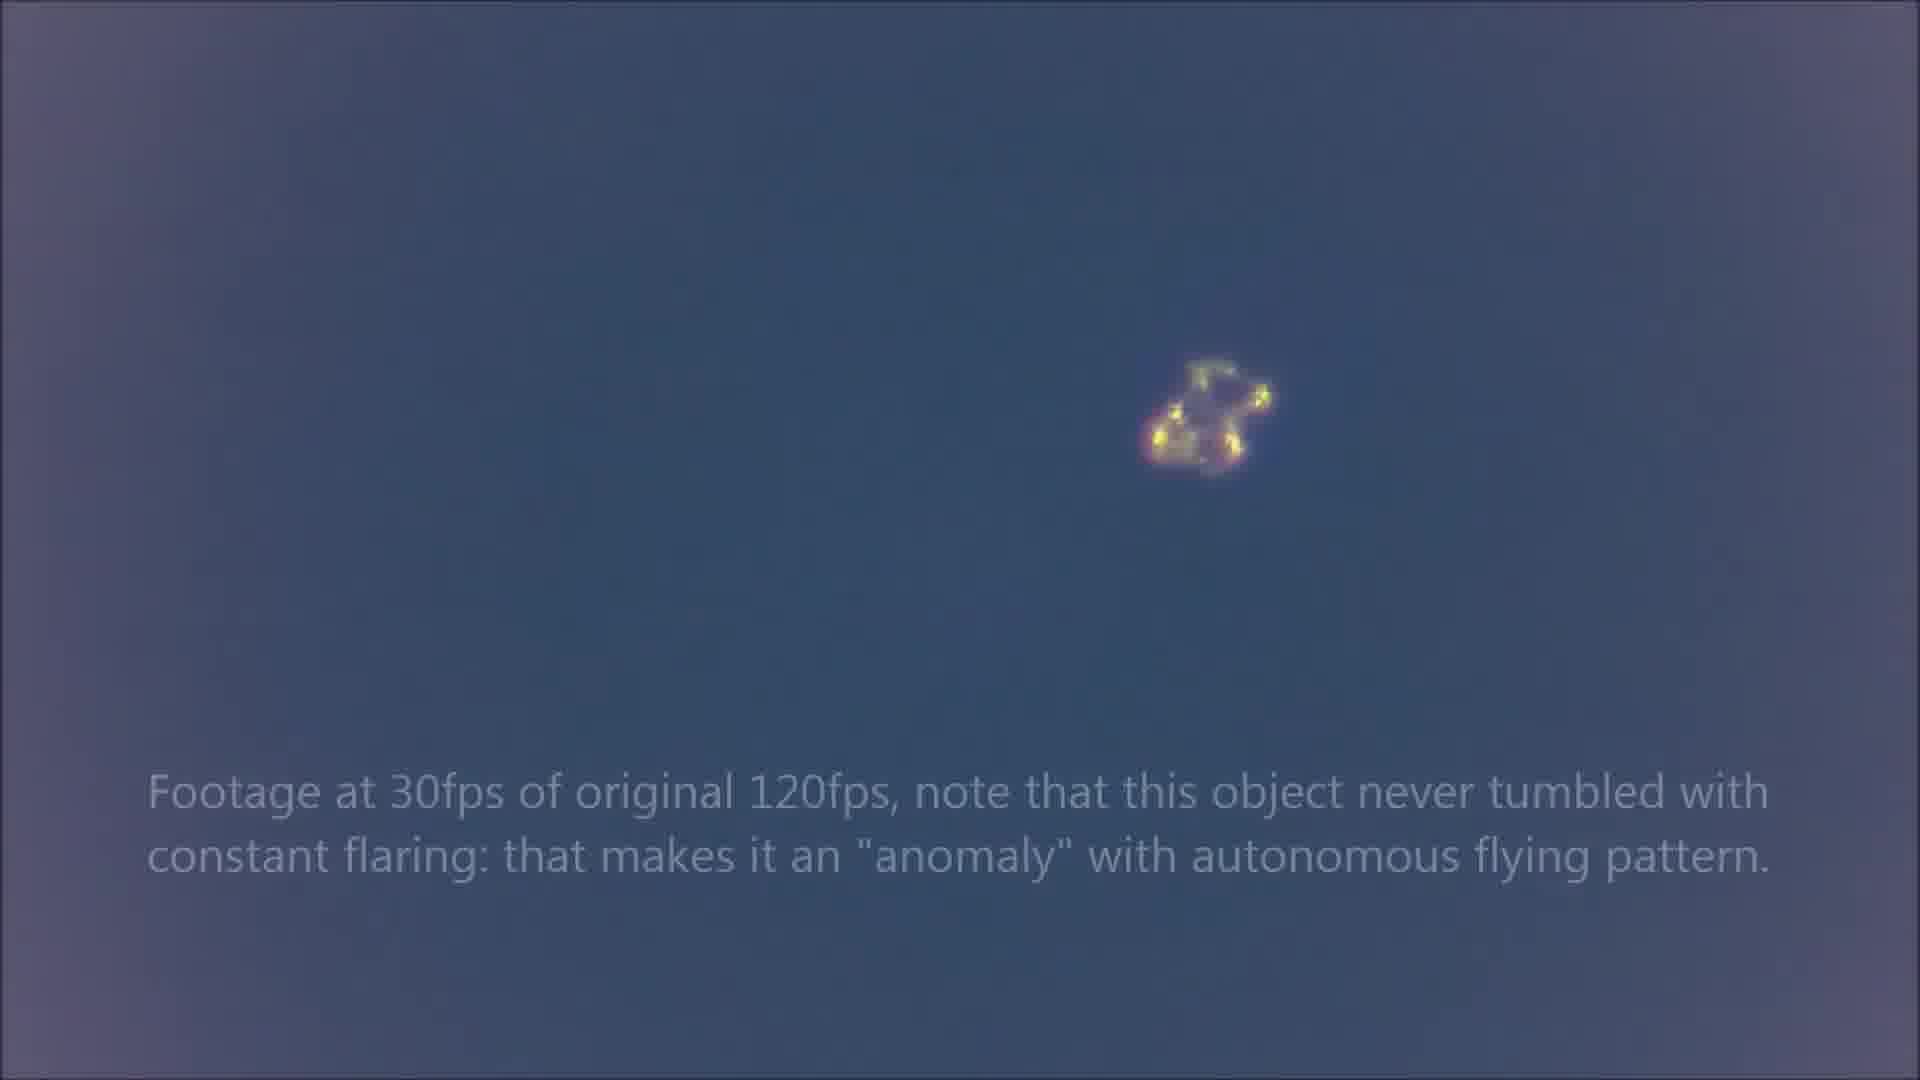 Footage at 30fps of original 120fps, note that this object never tumbled with
constant flaring: that makes it an "anomaly" with autonomous flying pattern.